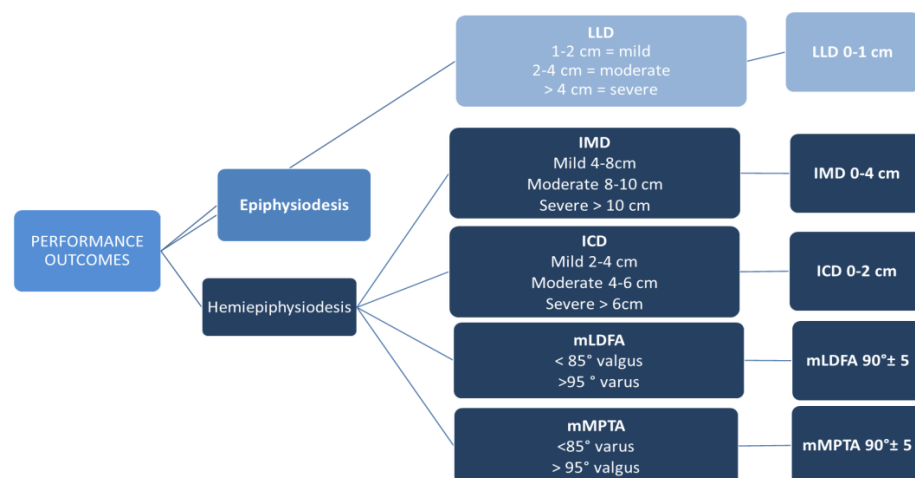 LLD
1-2 cm = mild
2-4 cm = moderate
> 4 cm = severe
LLD 0-1 cm
IMD
Mild 4-8cm
Moderate 8-10 cm
Severe > 10 cm
IMD 0-4 cm
Epiphysiodesis
PERFORMANCE
OUTCOMES
Hemiepiphysiodesis
ICD
Mild 2-4 cm
Moderate 4-6 cm
Severe > 6cm
ICD 0-2 cm
mLDFA
< 85° valgus
>95 ° varus
mLDFA 90°± 5
mMPTA
<85° varus
> 95° valgus
mMPTA 90°± 5